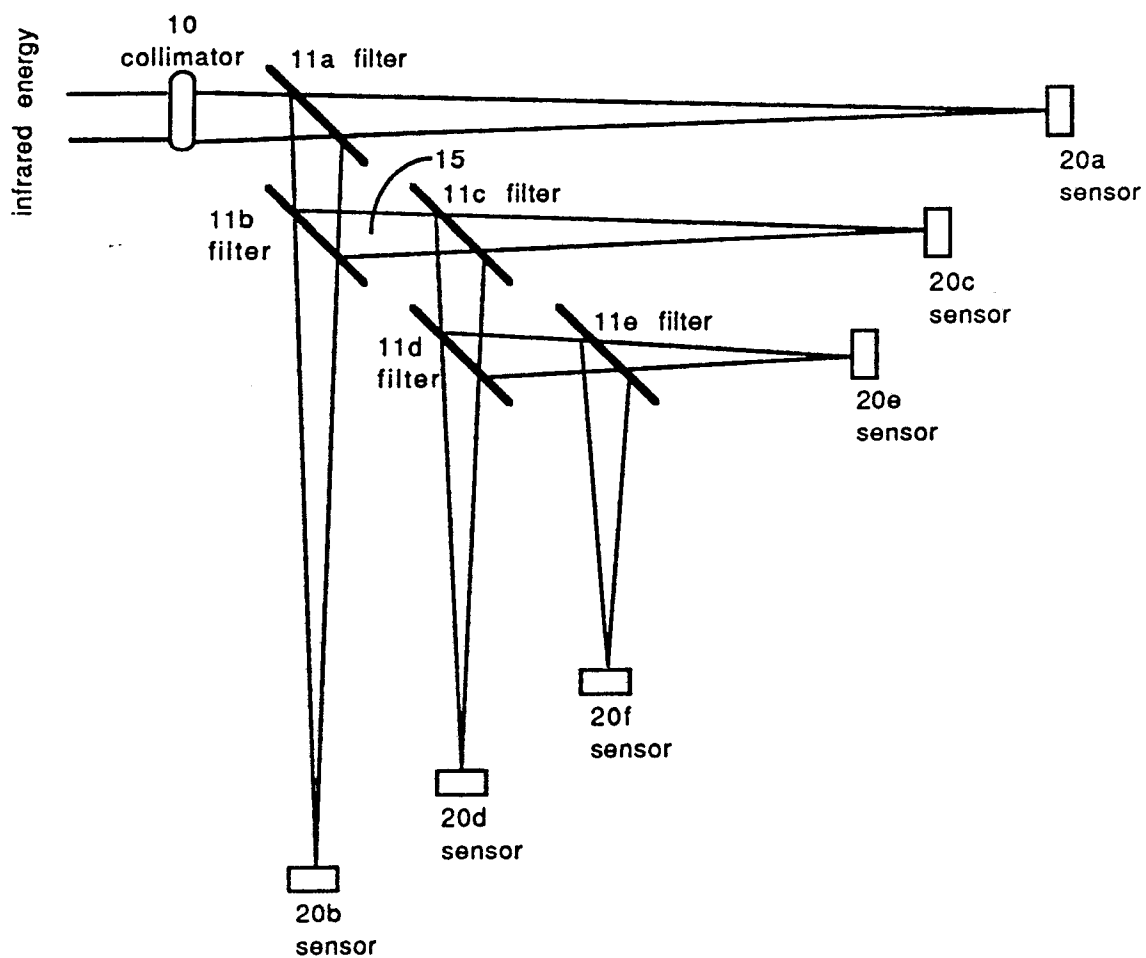 infrared energy
10
collimator
11a filter
20a
sensor
15
11b
filter
11c filter
20c
sensor
11d
filter
11e filter
20e
sensor
20f
sensor
20d
sensor
20b
sensor